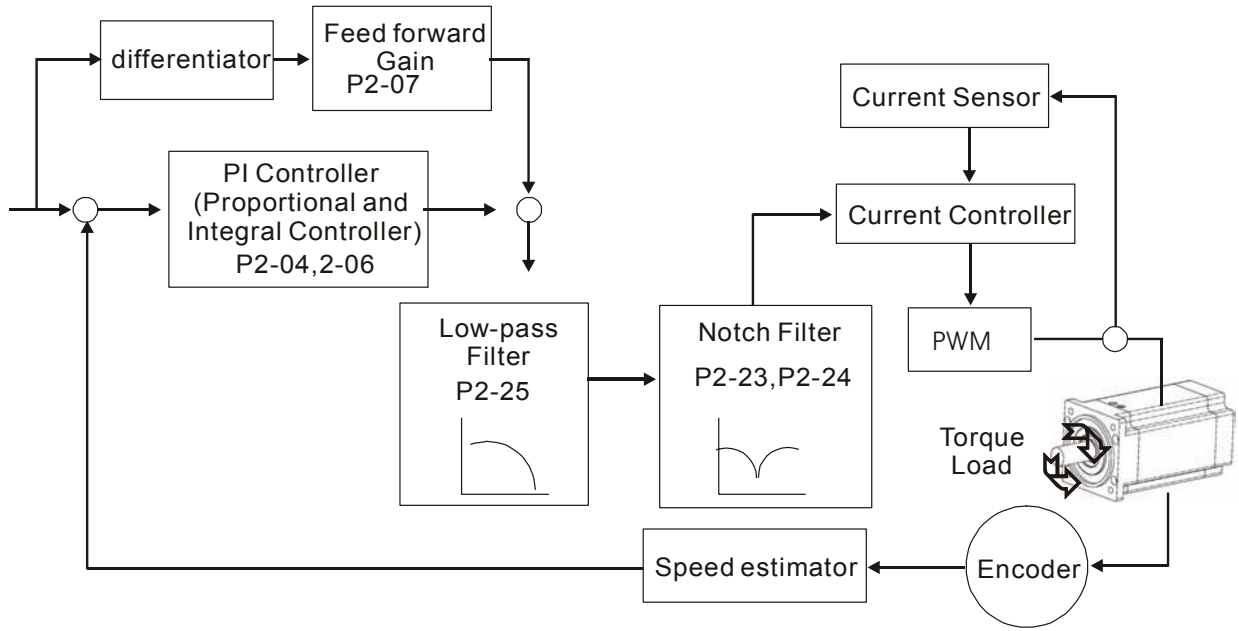 differentiator
Feed forward
Gain
P2-07
PI Controller
(Proportional and
Integral Controller)
P2-04,2-06
Low-pass
Filter
P2-25
Notch Filter
P2-23,P2-24
Current Sensor
Current Controller
PWM
Torque
Load
Encoder
Speed estimator